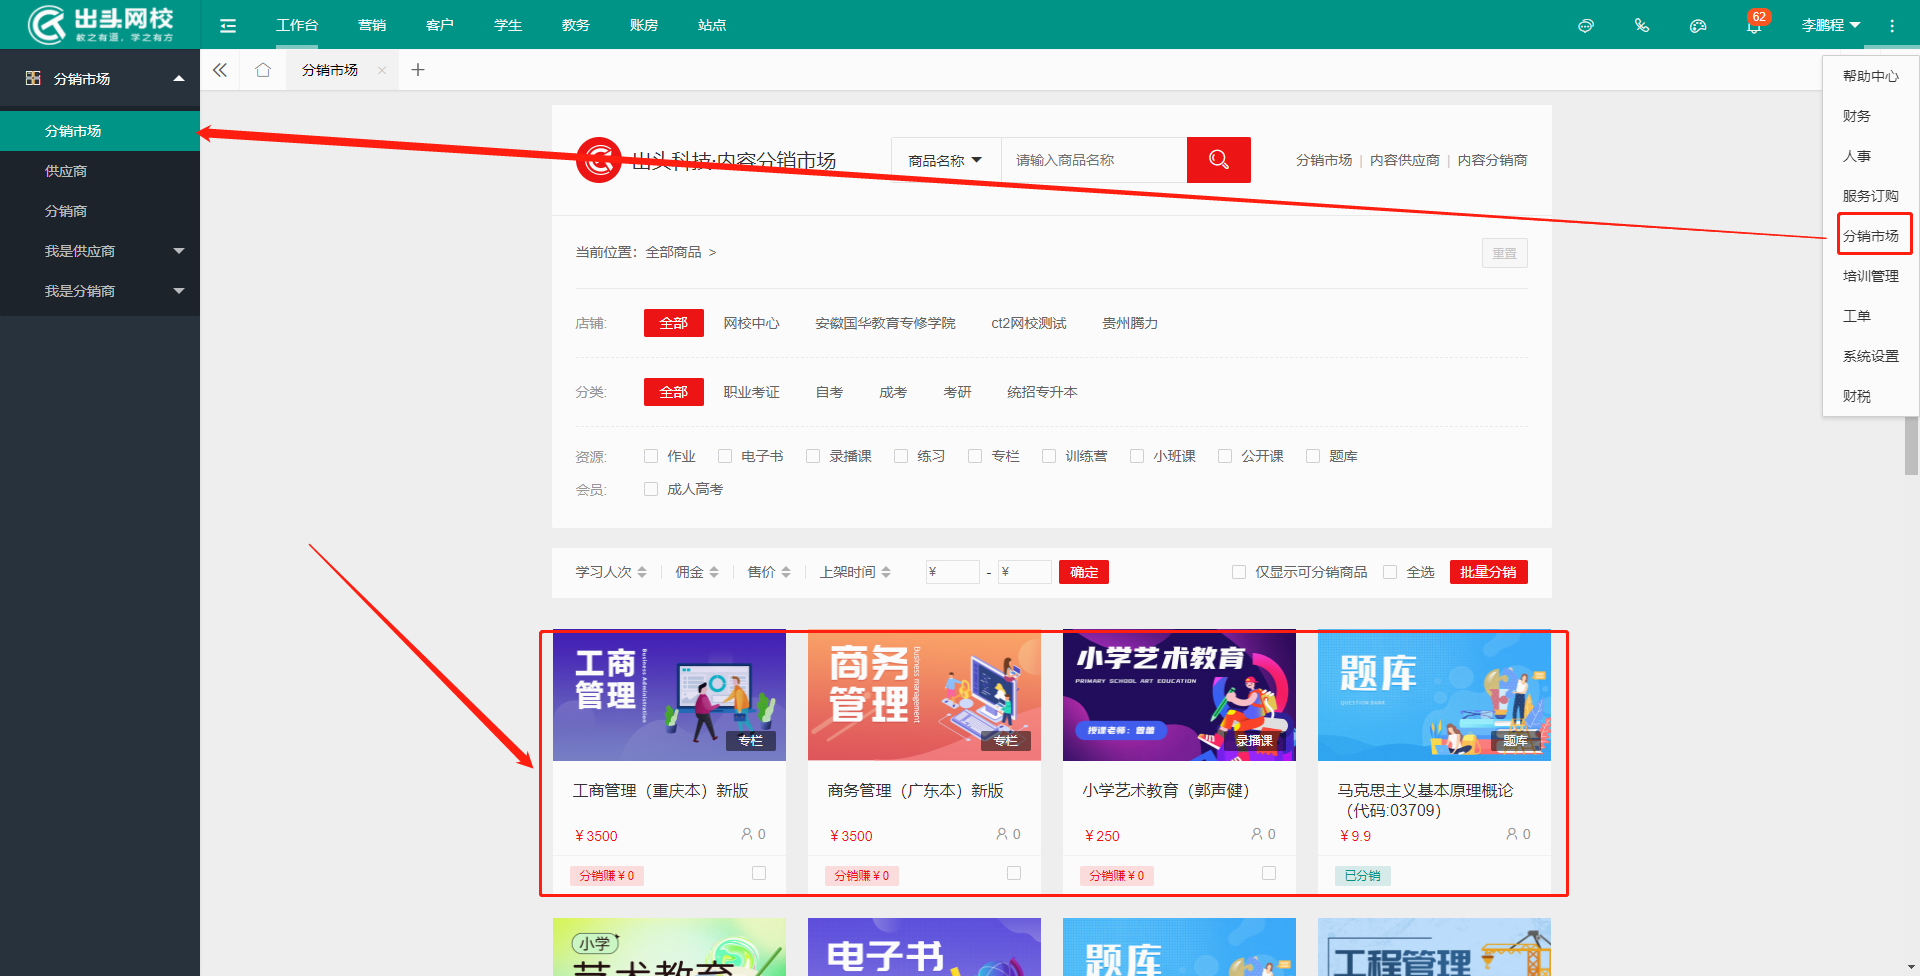 出头网校
教之有道，学之有方
工作台 营销 客户 学生 教务 账房 站点
62
李鹏程
分销市场
分销市场
供应商
分销商
我是供应商
我是分销商
分销市场
帮助中心
财务
人事
服务订购
分销市场
培训管理
工单
系统设置
财税
出头科技·内容分销市场
商品名称 请输入商品名称
分销市场 | 内容供应商 | 内容分销商
当前位置：全部商品 >
重置
店铺: 全部 网校中心 安徽国华教育专修学院 ct2网校测试 贵州腾力
分类: 全部 职业考证 自考 成考 考研 统招专升本
资源: 作业 电子书 录播课 练习 专栏 训练营 小班课 公开课 题库
会员: 成人高考
学习人次 佣金 售价 上架时间 ¥ - ¥ 确定 仅显示可分销商品 全选 批量分销
工商
管理
Business Administration
专栏
工商管理（重庆本）新版
¥3500 0
分销赚¥0
商务
管理
Business management
专栏
商务管理（广东本）新版
¥3500 0
分销赚¥0
小学艺术教育
PRIMARY SCHOOL ART EDUCATION
录播课
小学艺术教育（郭声健）
¥250 0
分销赚¥0
题库
QUESTION BANK
题库
马克思主义基本原理概论
（代码:03709）
¥9.9 0
已分销
小学
艺术教育
电子书
题库
工程管理